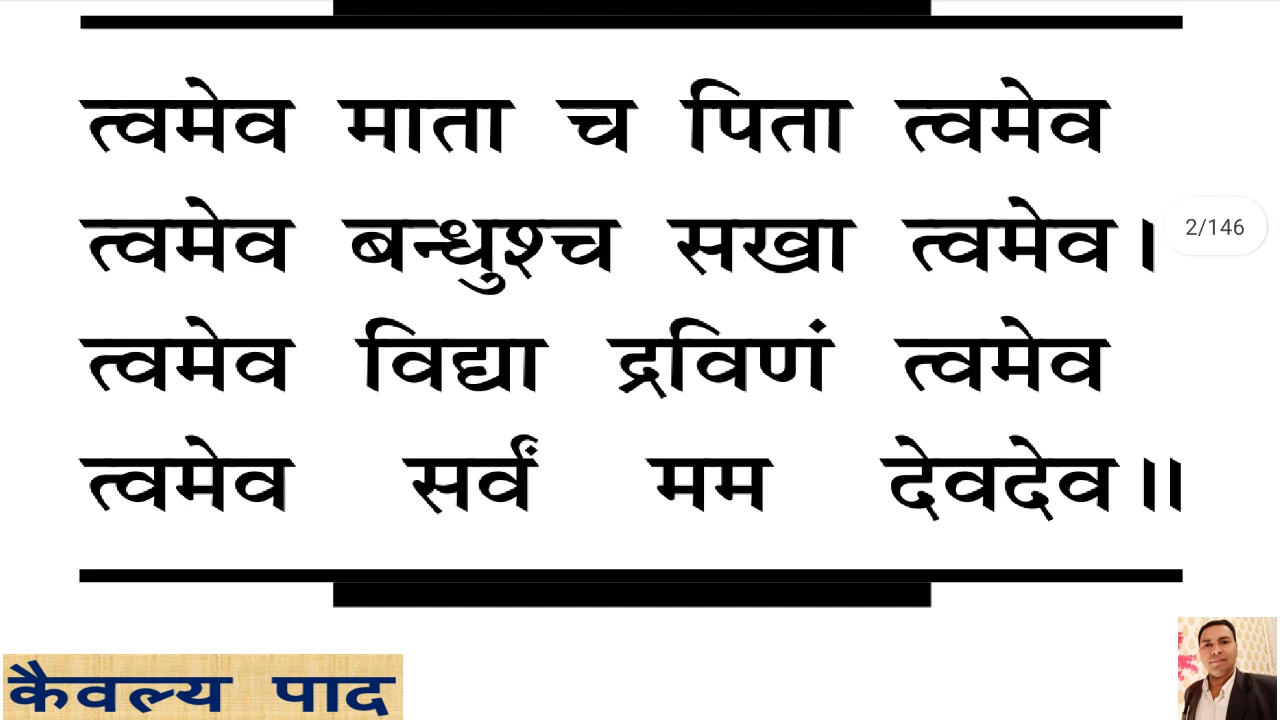 त्वमेव माता च पिता त्वमेव
त्वमेव बन्धुश्च सखा त्वमेव।
2/146
त्वमेव विद्या द्रविणं त्वमेव
त्वमेव सर्वं मम देवदेव॥
कैवल्य पाद